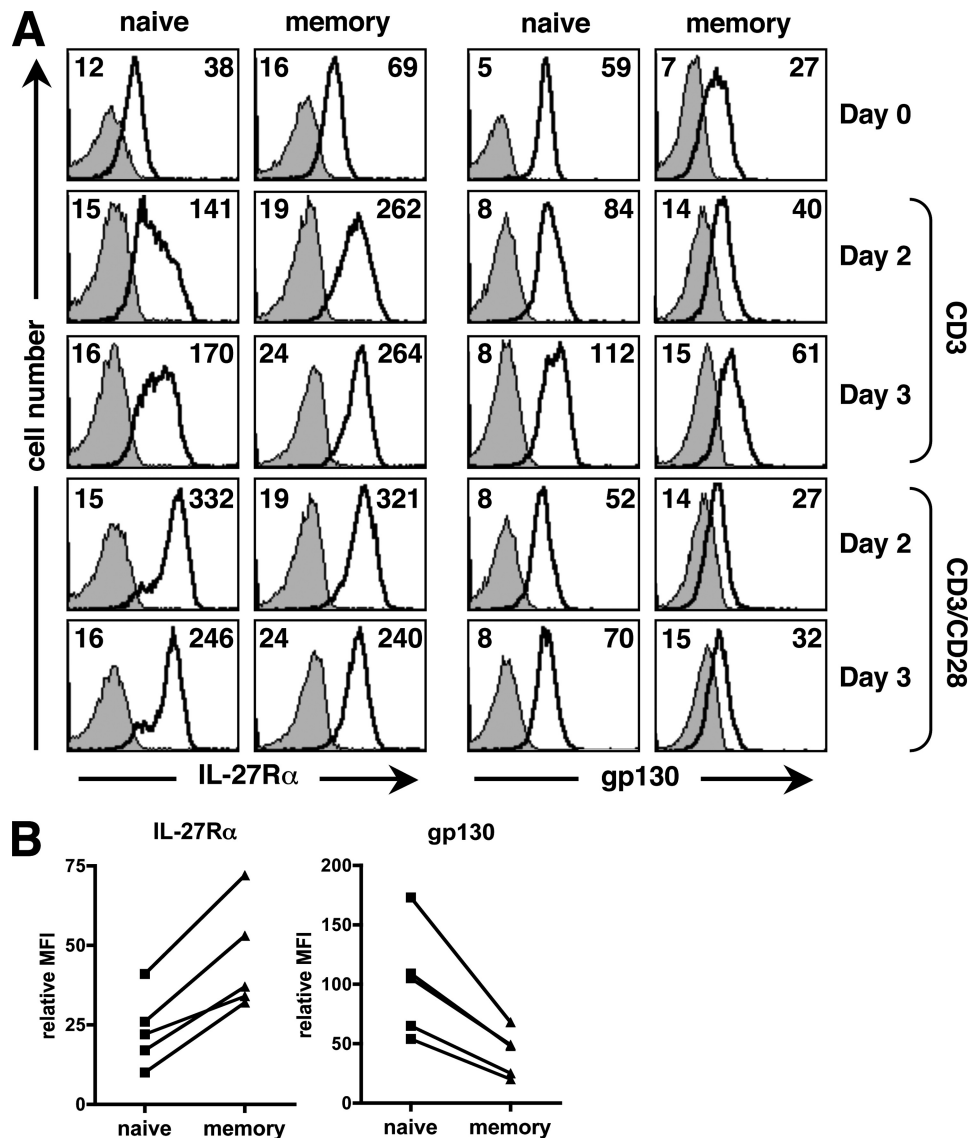 A
naive memory naive memory
12 38 16 69 5 59 7 27 Day 0
15 141 19 262 8 84 14 40 Day 2
16 170 24 264 8 112 15 61 Day 3
CD3
15 332 19 321 8 52 14 27 Day 2
16 246 24 240 8 70 15 32 Day 3
CD3/CD28
cell number
IL-27Rα gp130
B
IL-27Rα gp130
relative MFI
75
50
25
0
naive memory
relative MFI
200
150
100
50
0
naive memory